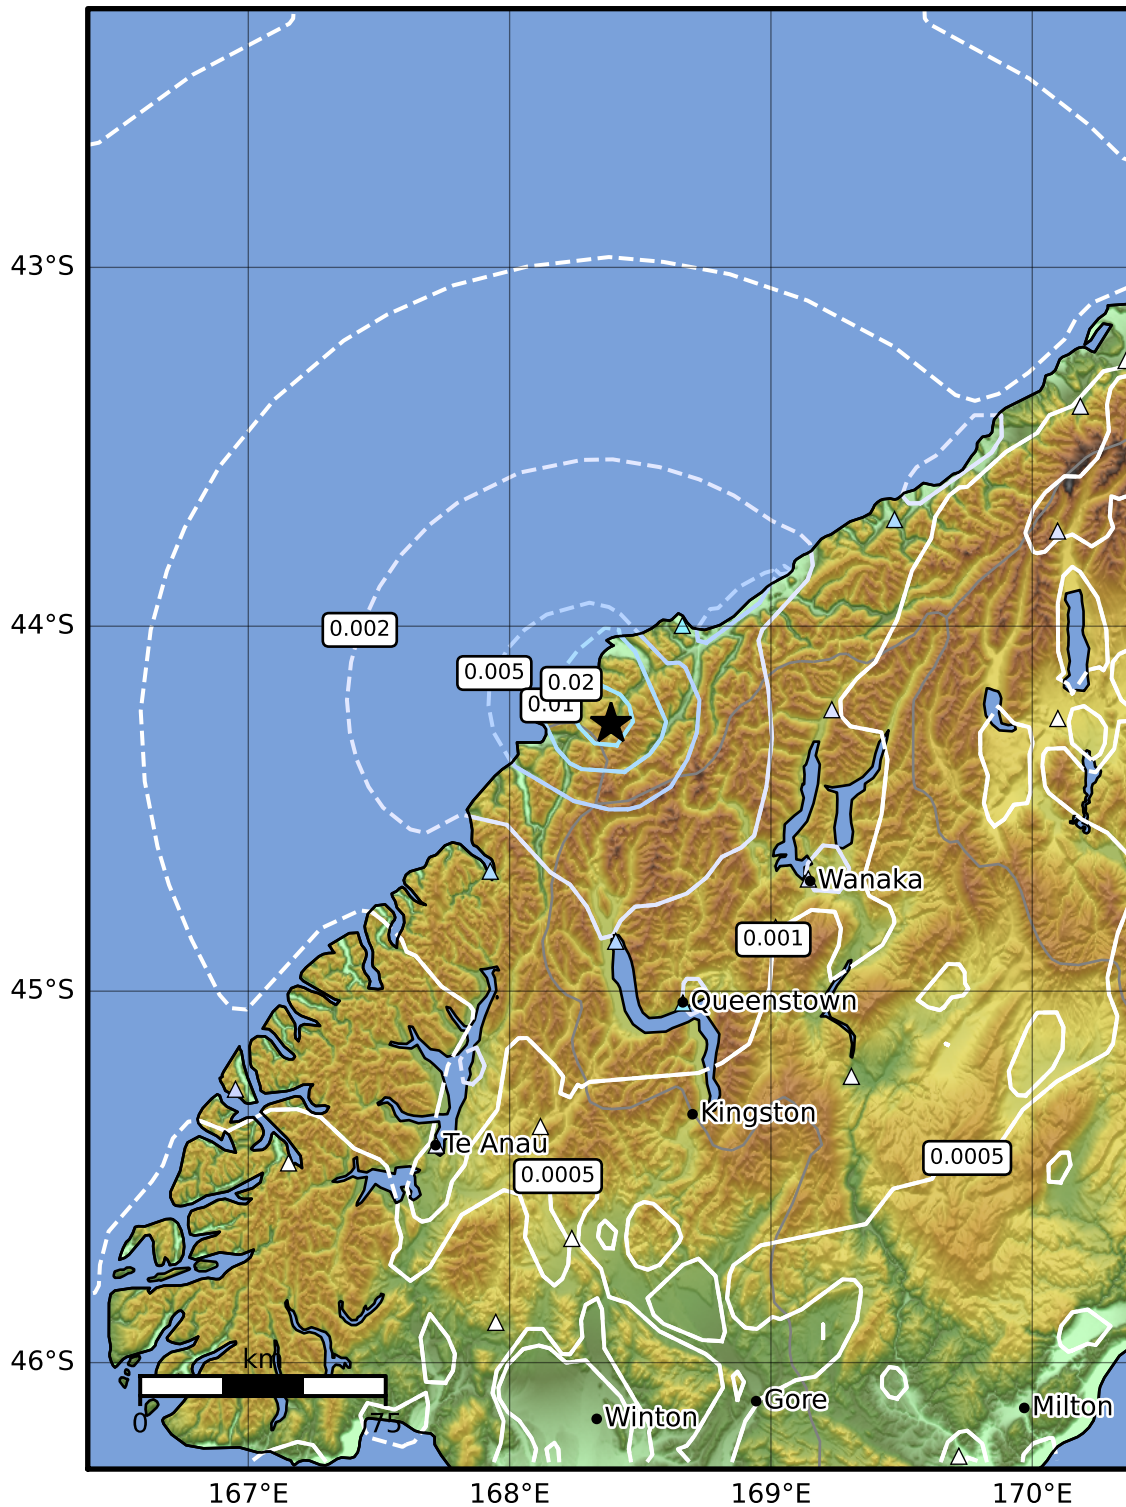 43°S
44°S
0.002
0.005
0.02
0.01
Wanaka
0.001
45°S
Queenstown
Kingston
Te Anau
0.0005
0.0005
46°S
km
0
75
Gore
Milton
Winton
167°E
168°E
169°E
170°E